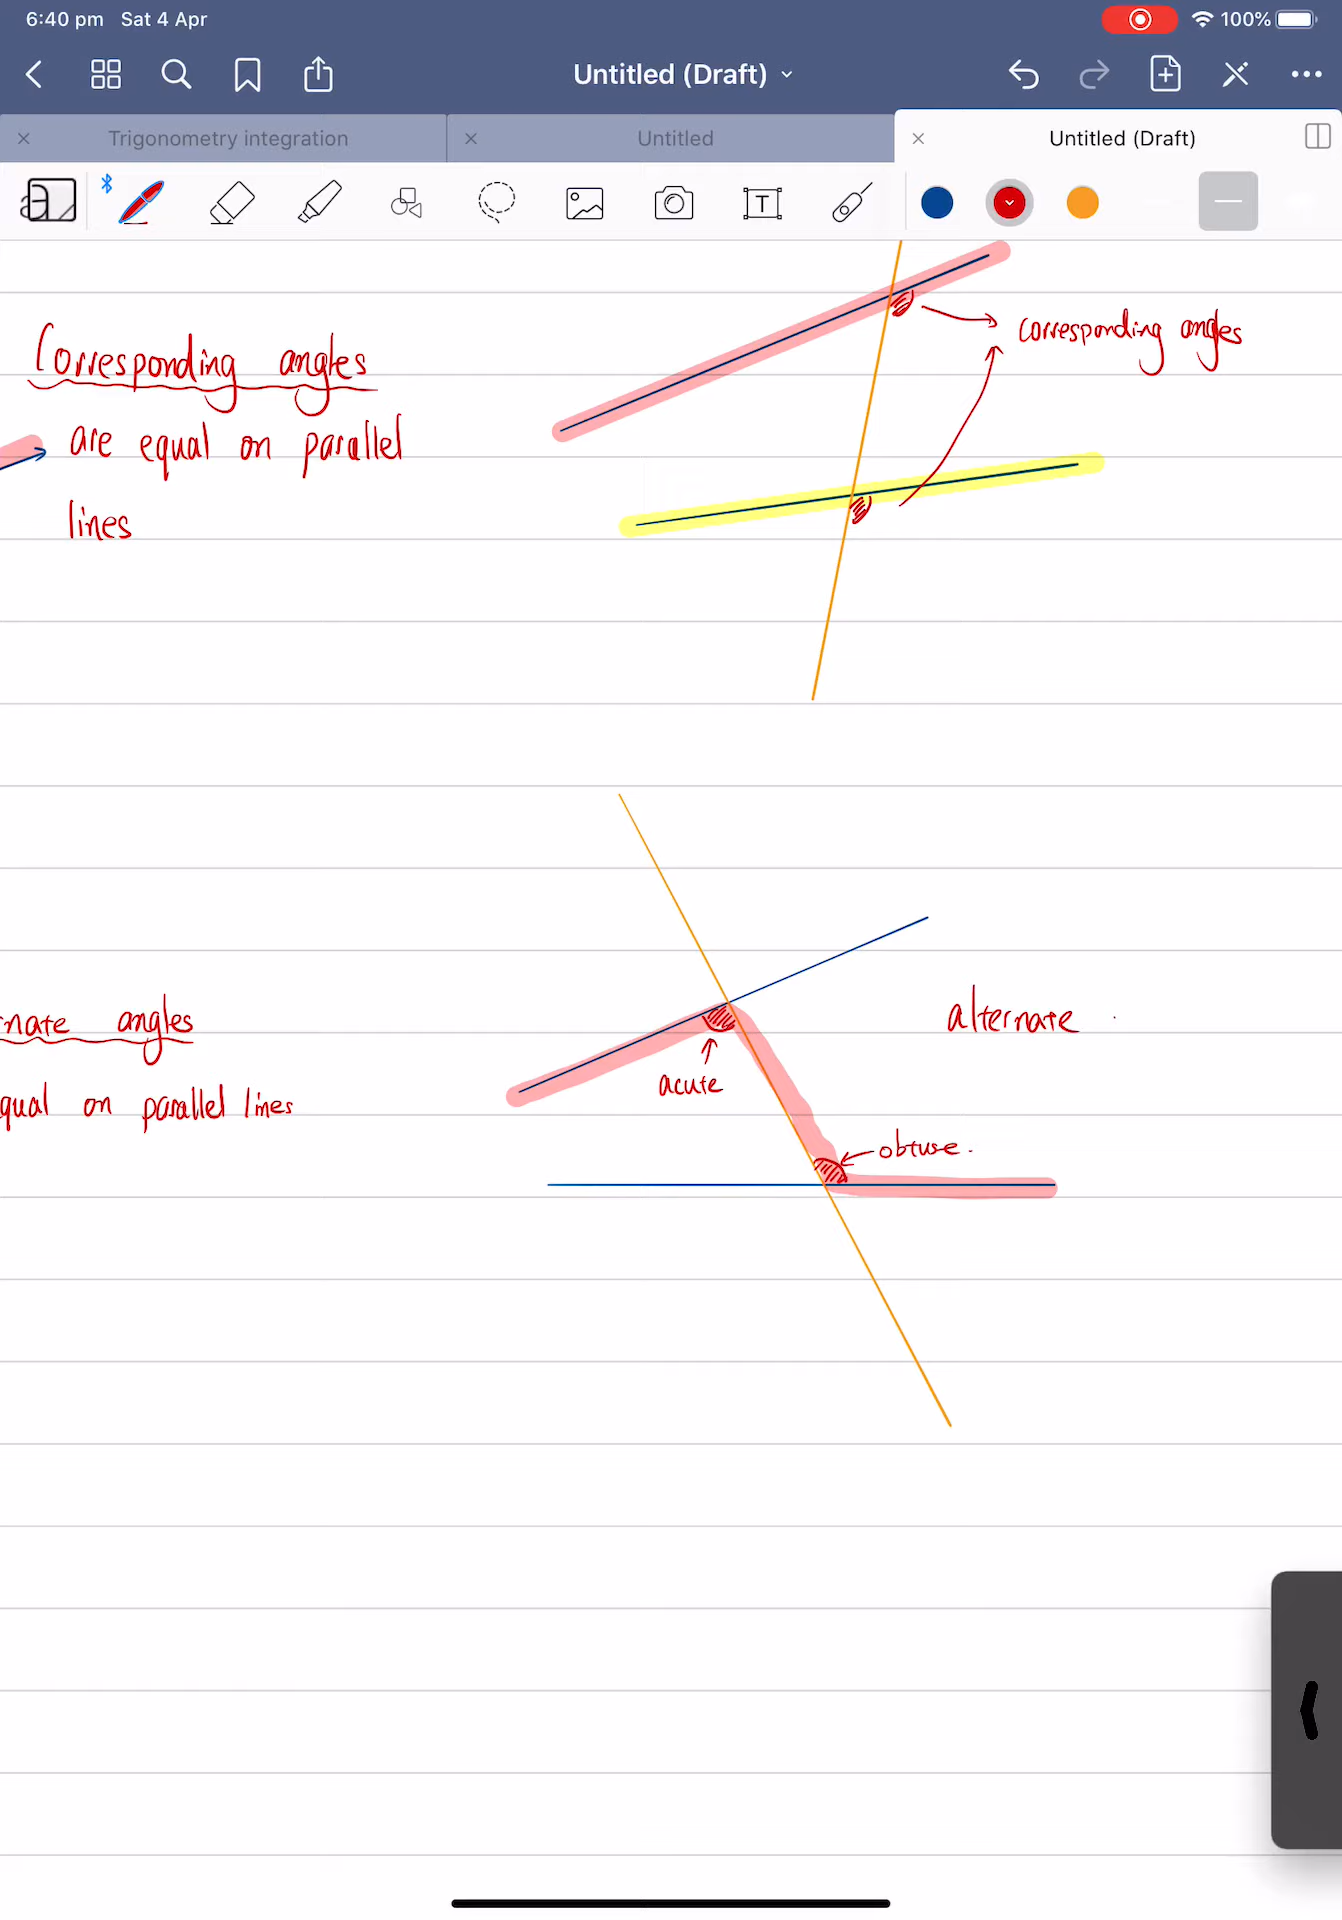 6:40 pm Sat 4 Apr
100%
Untitled (Draft)
Trigonometry integration
Untitled
Untitled (Draft)
T
Corresponding angles
are equal on parallel
lines
corresponding angles
nate angles
qual on parallel lines
alternate
acute
obtuse.